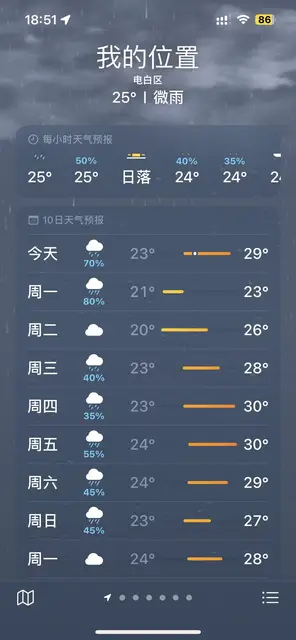 18:51
86
我的位置
电白区
25° | 微雨
每小时天气预报
50% 40% 35%
25° 25° 日落 24° 24°
10日天气预报
今天 70% 23° 29°
周一 80% 21° 23°
周二 20° 26°
周三 40% 23° 28°
周四 35% 23° 30°
周五 55% 24° 30°
周六 45% 24° 29°
周日 45% 23° 27°
周一 24° 28°